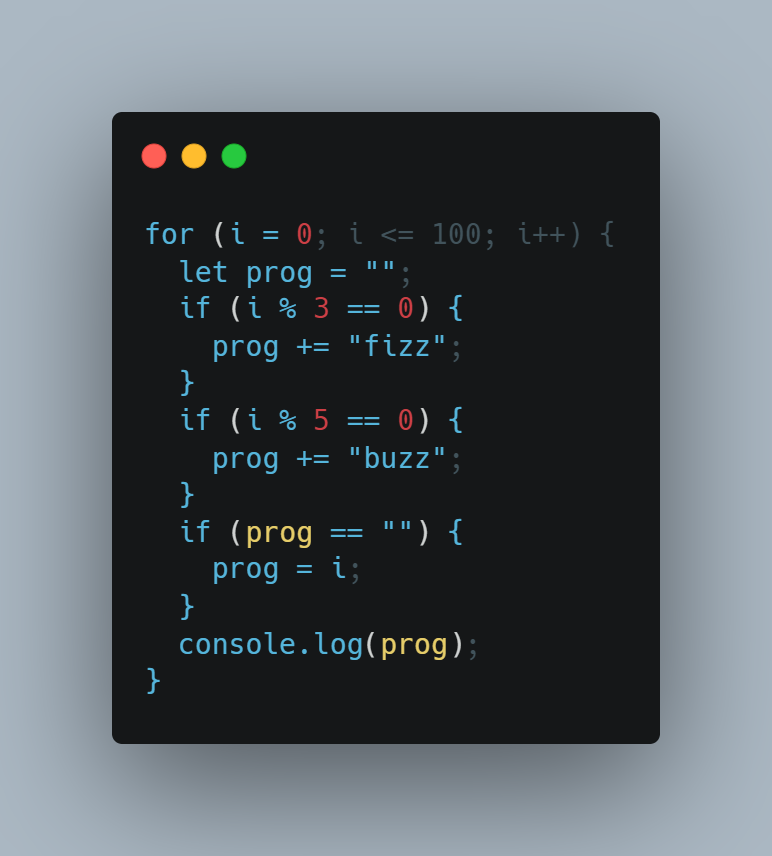 for (i = 0; i <= 100; i++) {
  let prog = "";
  if (i % 3 == 0) {
    prog += "fizz";
  }
  if (i % 5 == 0) {
    prog += "buzz";
  }
  if (prog == "") {
    prog = i;
  }
  console.log(prog);
}